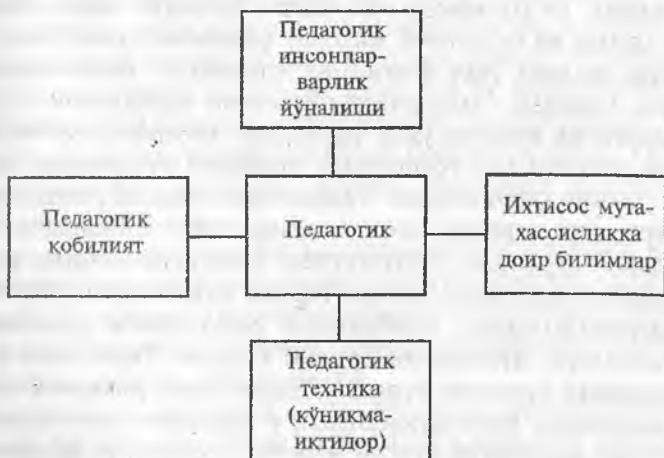 Педагогик
инсонпар-
варлик
йўналиши
Педагогик
қобилият
Педагогик
Ихтисос мута-
хассисликка
доир билимлар
Педагогик
техника
(кўникма-
иктидор)